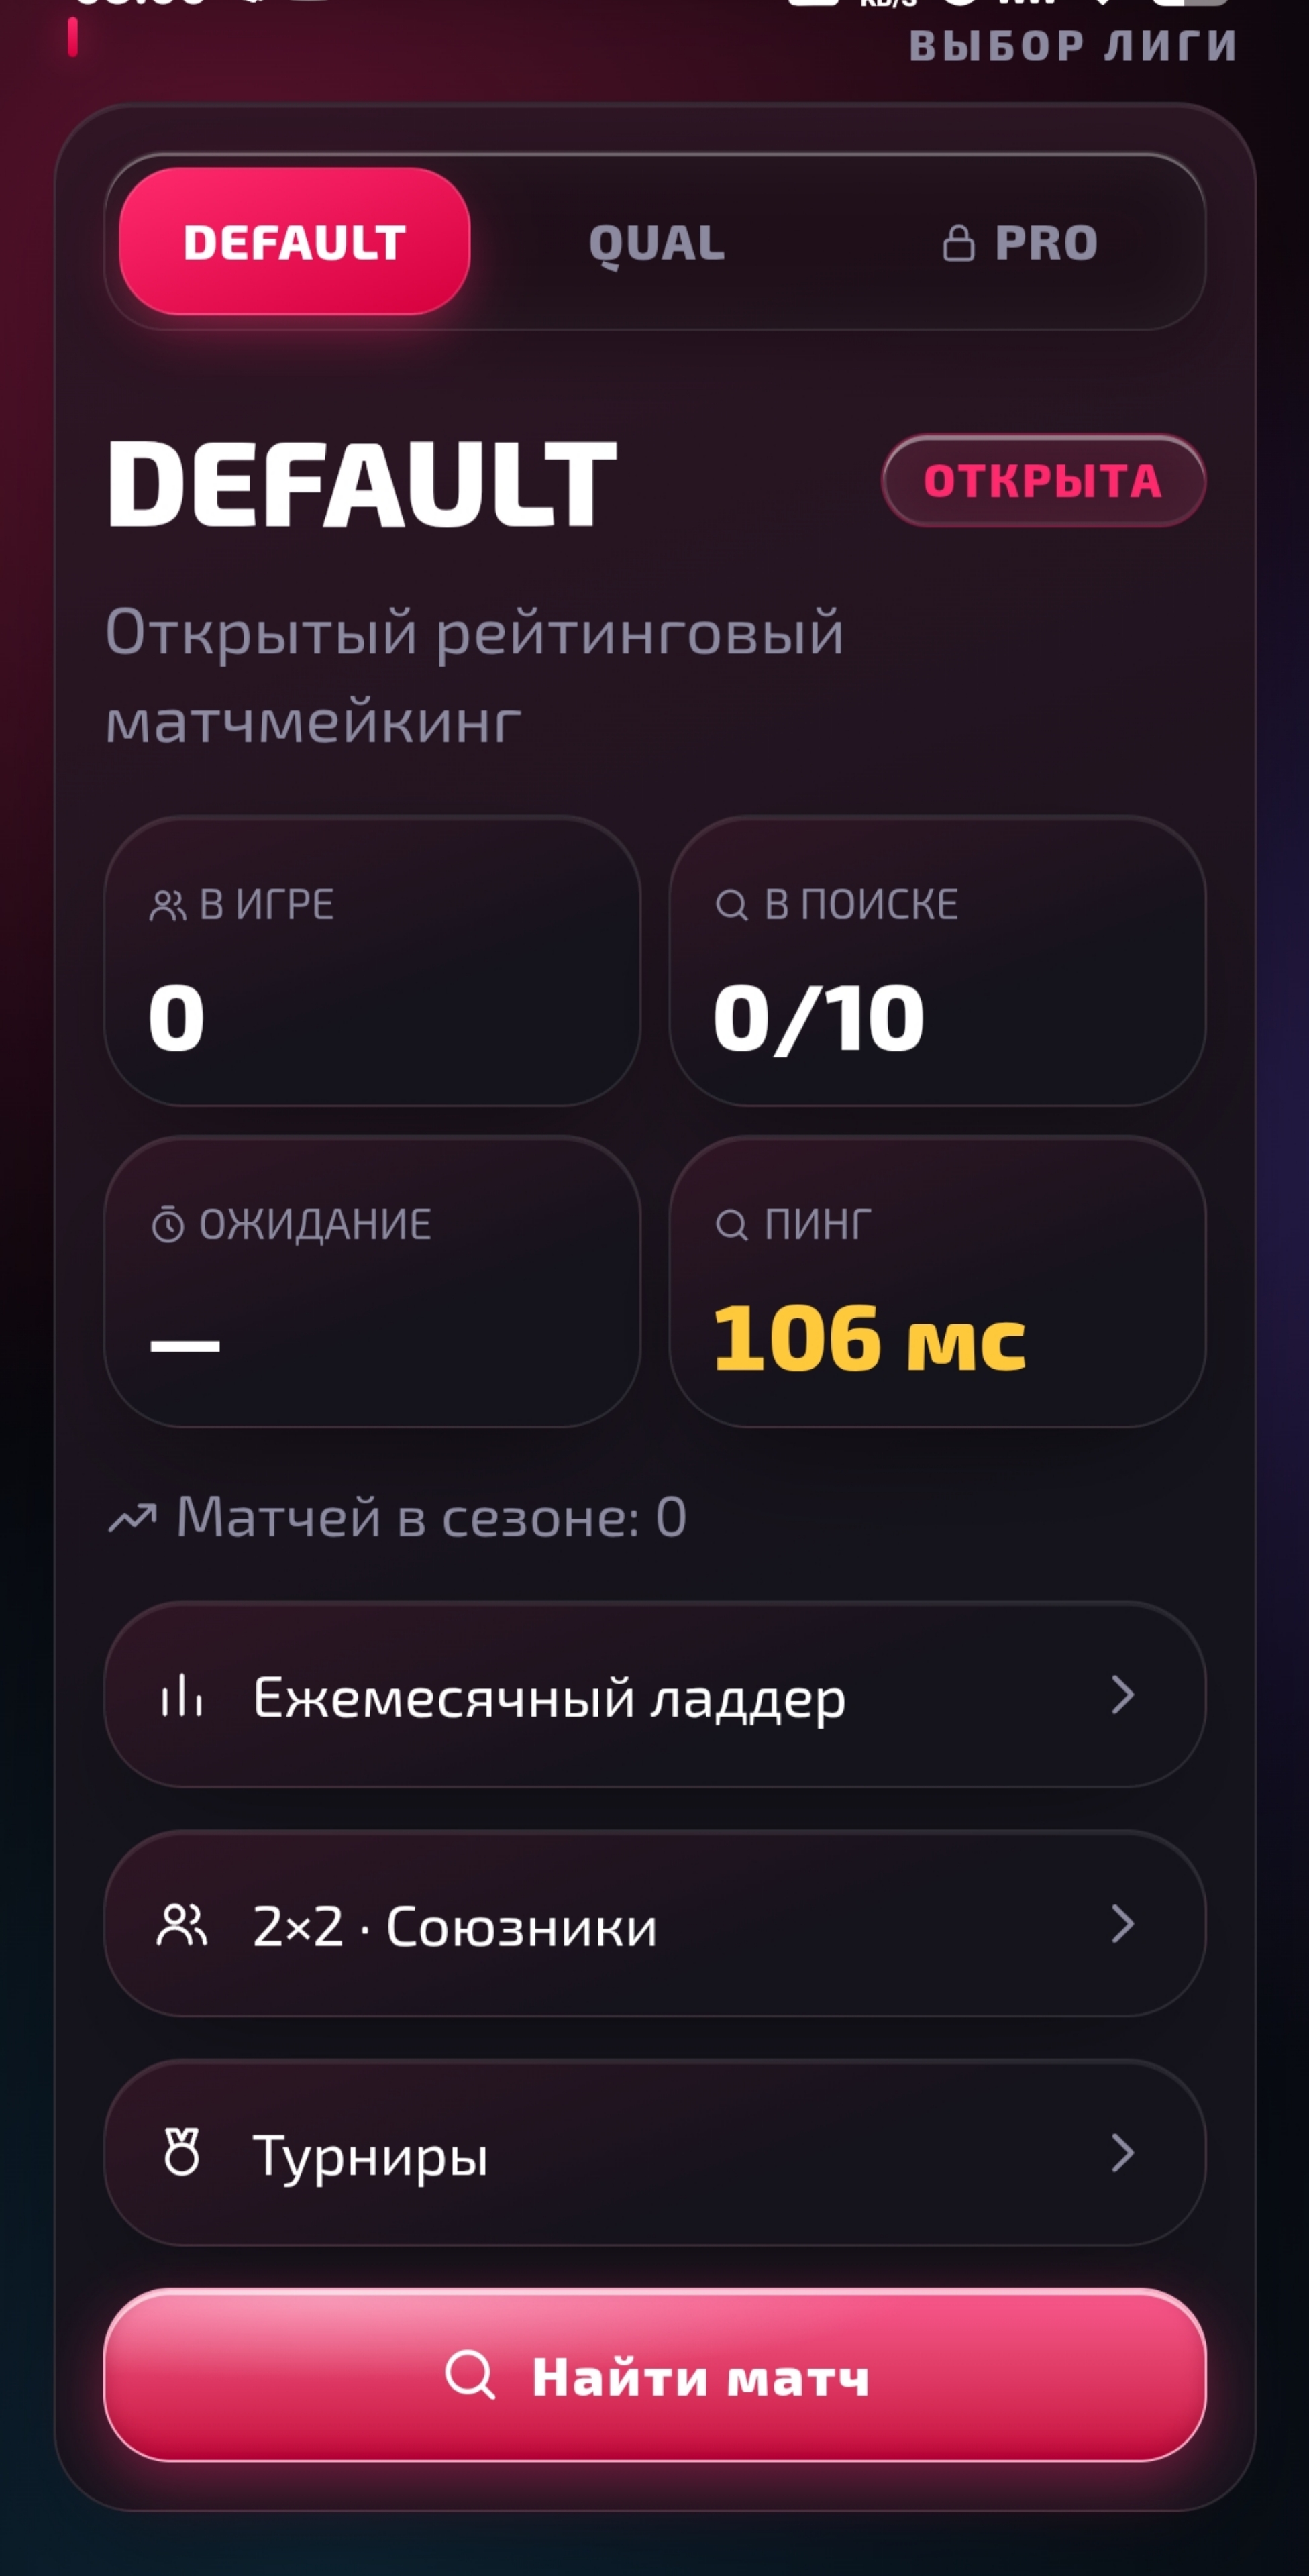 ВЫБОР ЛИГИ
DEFAULT QUAL PRO
DEFAULT ОТКРЫТА
Открытый рейтинговый
матчмейкинг
В ИГРЕ В ПОИСКЕ
0 0/10
ОЖИДАНИЕ ПИНГ
— 106 мс
Матчей в сезоне: 0
Ежемесячный ладдер
2×2 · Союзники
Турниры
Найти матч